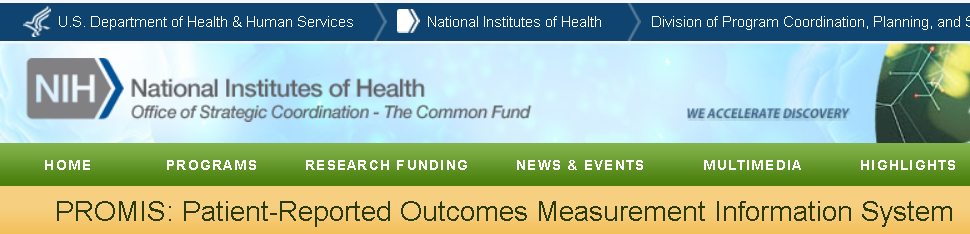 U.S. Department of Health & Human Services National Institutes of Health Division of Program Coordination, Planning, and
NIH National Institutes of Health
Office of Strategic Coordination - The Common Fund
WE ACCELERATE DISCOVERY
HOME PROGRAMS RESEARCH FUNDING NEWS & EVENTS MULTIMEDIA HIGHLIGHTS
PROMIS: Patient-Reported Outcomes Measurement Information System